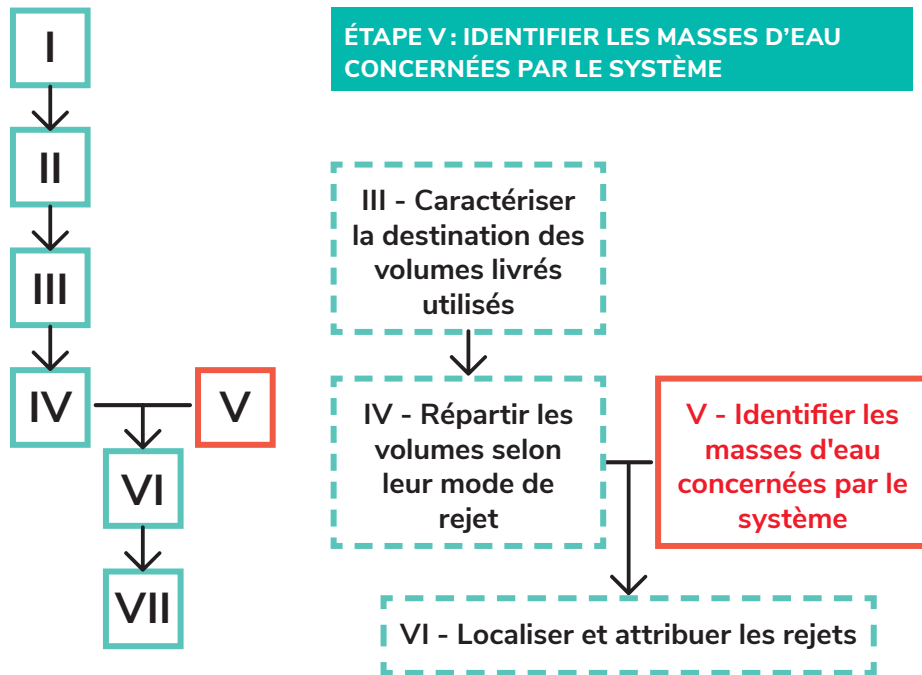 I
II
III
IV
V
VI
VII
ÉTAPE V : IDENTIFIER LES MASSES D’EAU
CONCERNÉES PAR LE SYSTÈME
III - Caractériser
la destination des
volumes livrés
utilisés
IV - Répartir les
volumes selon
leur mode de
rejet
V - Identifier les
masses d'eau
concernées par le
système
VI - Localiser et attribuer les rejets